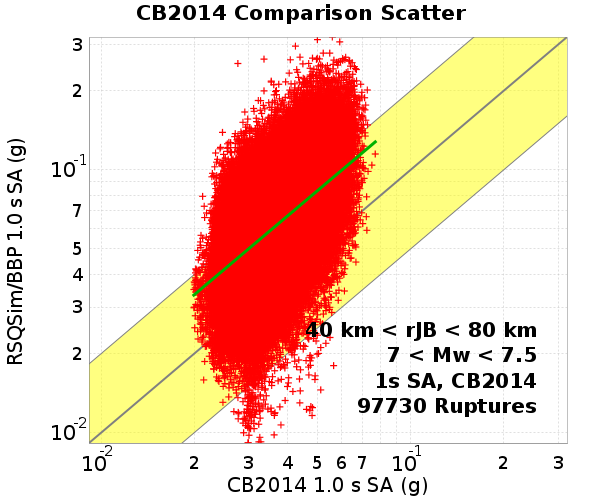 CB2014 Comparison Scatter
RSQSim/BBP 1.0 s SA (g)
3
2
10^-1
7
5
4
3
2
10^-2
40 km < rJB < 80 km
7 < Mw < 7.5
1s SA, CB2014
97730 Ruptures
10^-2 2 3 4 5 6 7 10^-1 2 3
CB2014 1.0 s SA (g)